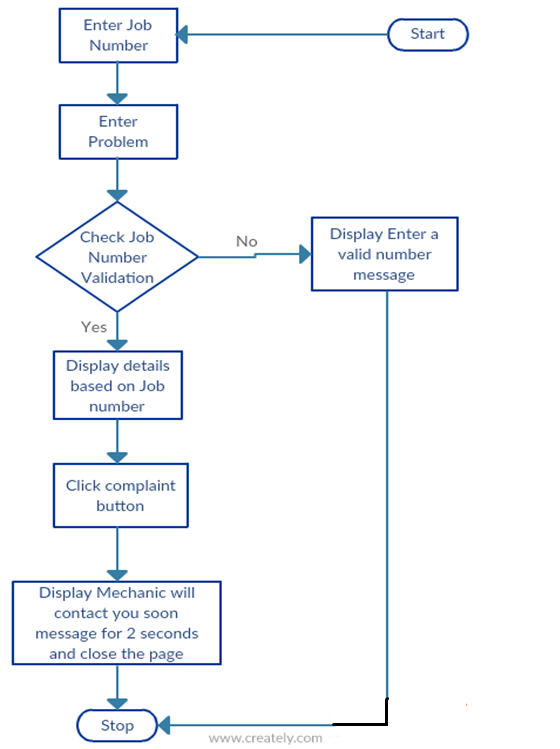 Start
Enter Job
Number
Enter
Problem
Check Job
Number
Validation
No
Display Enter a
valid number
message
Yes
Display details
based on Job
number
Click complaint
button
Display Mechanic will
contact you soon
message for 2 seconds
and close the page
Stop
www.creately.com